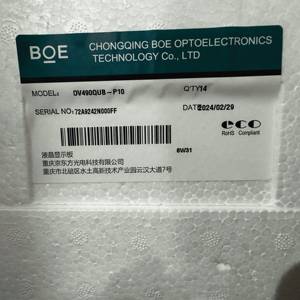 BOE
CHONGQING BOE OPTOELECTRONICS
TECHNOLOGY Co., LTD
MODEL: DV490QUB-P10
Q'TY:14
SERIAL NO: 72A9242N000FF
DATE:2024/02/29
eco
RoHS Compliant
8W31
液晶显示板
重庆京东方光电科技有限公司
重庆市北碚区水土高新技术产业园云汉大道7号